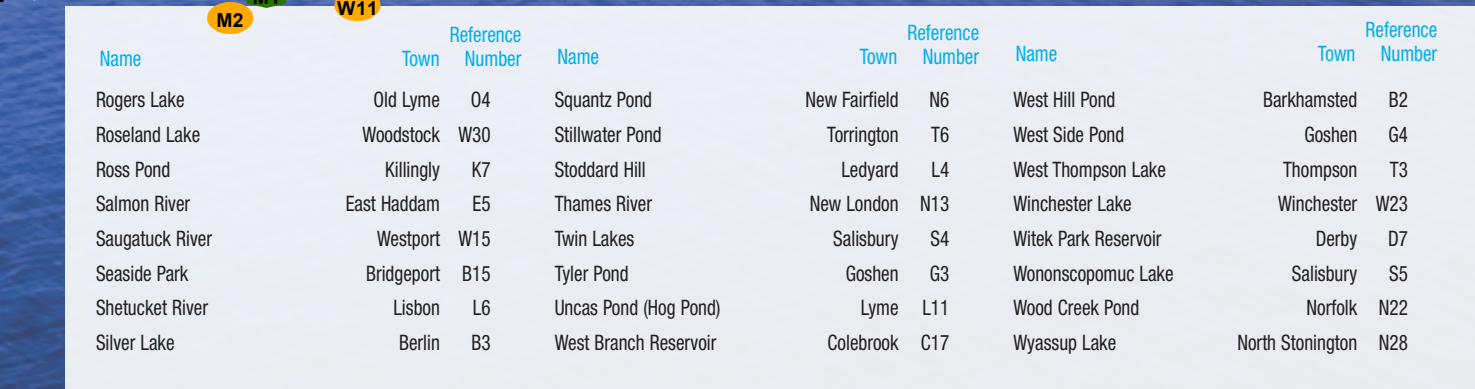 M2
W11
Name Town Reference Number
Rogers Lake Old Lyme O4
Roseland Lake Woodstock W30
Ross Pond Killingly K7
Salmon River East Haddam E5
Saugatuck River Westport W15
Seaside Park Bridgeport B15
Shetucket River Lisbon L6
Silver Lake Berlin B3
Name Town Reference Number
Squantz Pond New Fairfield N6
Stillwater Pond Torrington T6
Stoddard Hill Ledyard L4
Thames River New London N13
Twin Lakes Salisbury S4
Tyler Pond Goshen G3
Uncas Pond (Hog Pond) Lyme L11
West Branch Reservoir Colebrook C17
Name Town Reference Number
West Hill Pond Barkhamsted B2
West Side Pond Goshen G4
West Thompson Lake Thompson T3
Winchester Lake Winchester W23
Witek Park Reservoir Derby D7
Wononscopomuc Lake Salisbury S5
Wood Creek Pond Norfolk N22
Wyassup Lake North Stonington N28